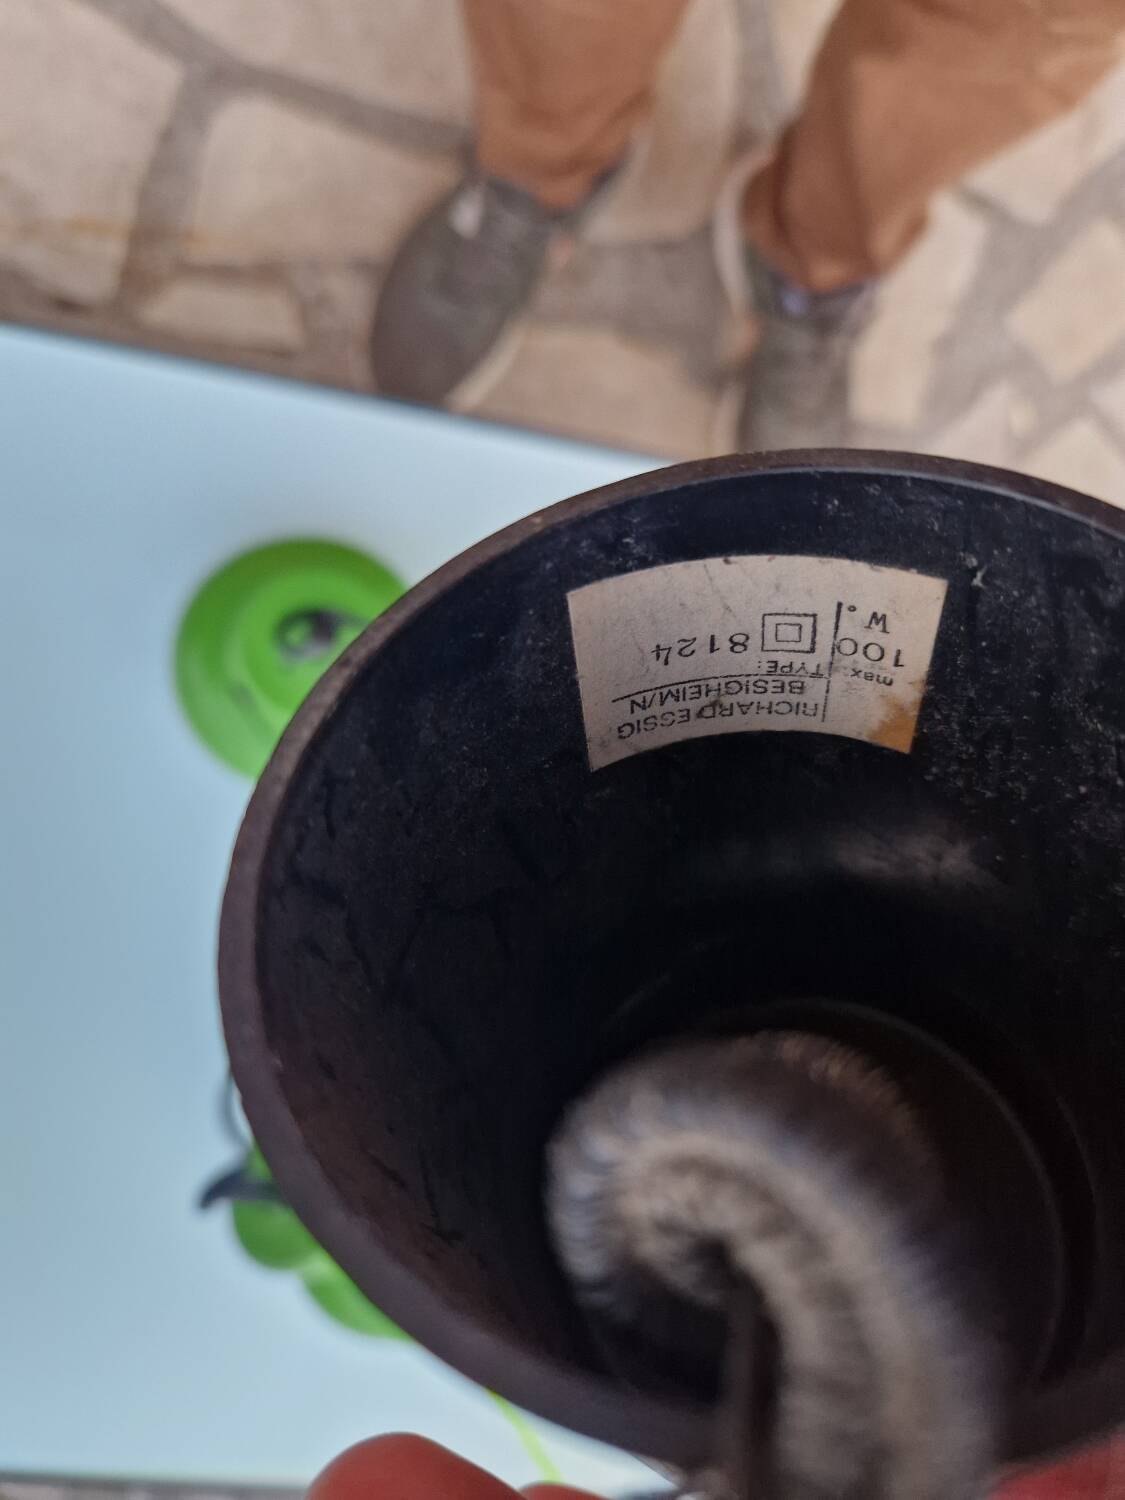 RICHARD ESSIG
BESIGHEIM/N
TYPE: 8124
max. 100 W.